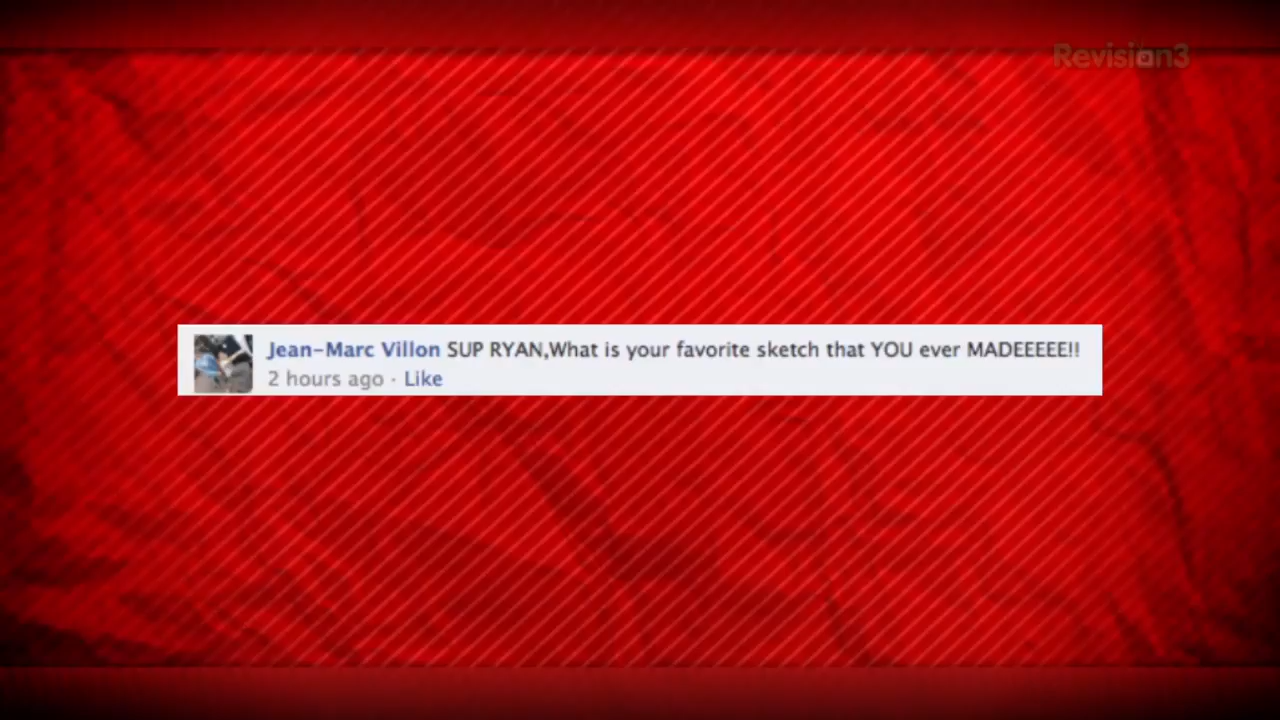 Revision3
Jean-Marc Villon SUP RYAN,What is your favorite sketch that YOU ever MADEEEEE!!
2 hours ago · Like